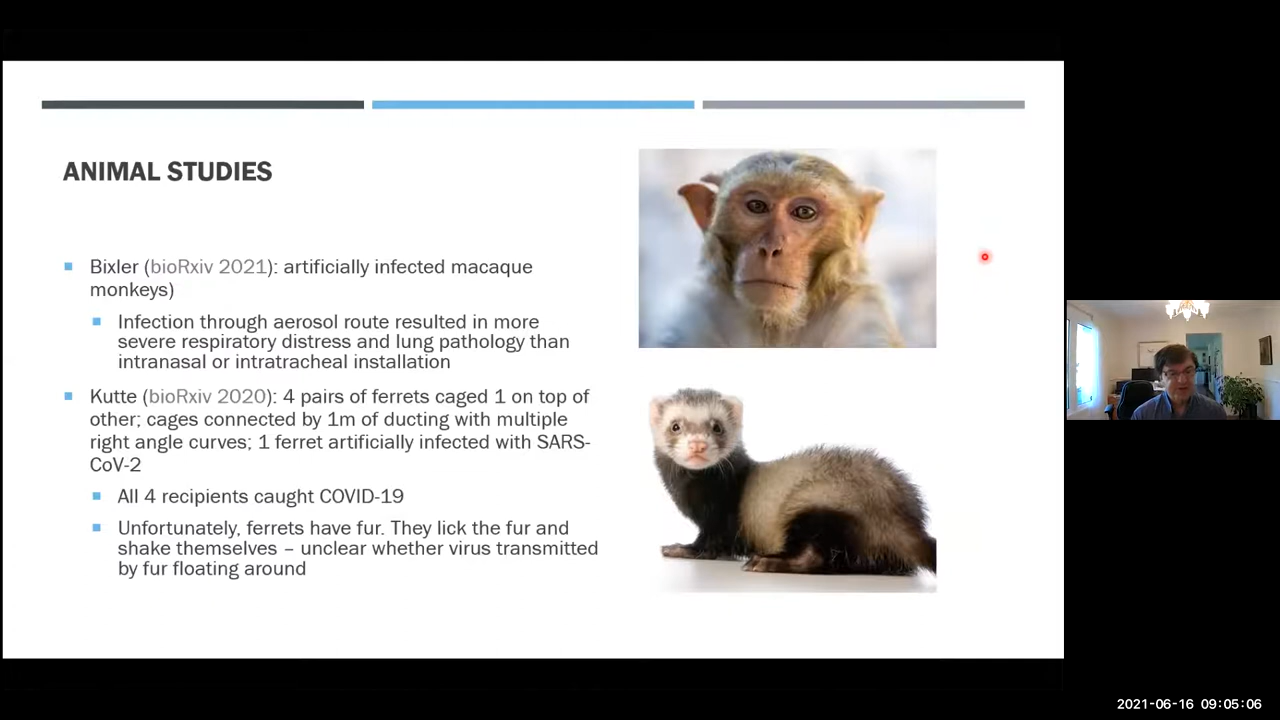 ANIMAL STUDIES
Bixler (bioRxiv 2021): artificially infected macaque
monkeys)
Infection through aerosol route resulted in more
severe respiratory distress and lung pathology than
intranasal or intratracheal installation
Kutte (bioRxiv 2020): 4 pairs of ferrets caged 1 on top of
other; cages connected by 1m of ducting with multiple
right angle curves; 1 ferret artificially infected with SARS-
CoV-2
All 4 recipients caught COVID-19
Unfortunately, ferrets have fur. They lick the fur and
shake themselves – unclear whether virus transmitted
by fur floating around
2021-06-16 09:05:06